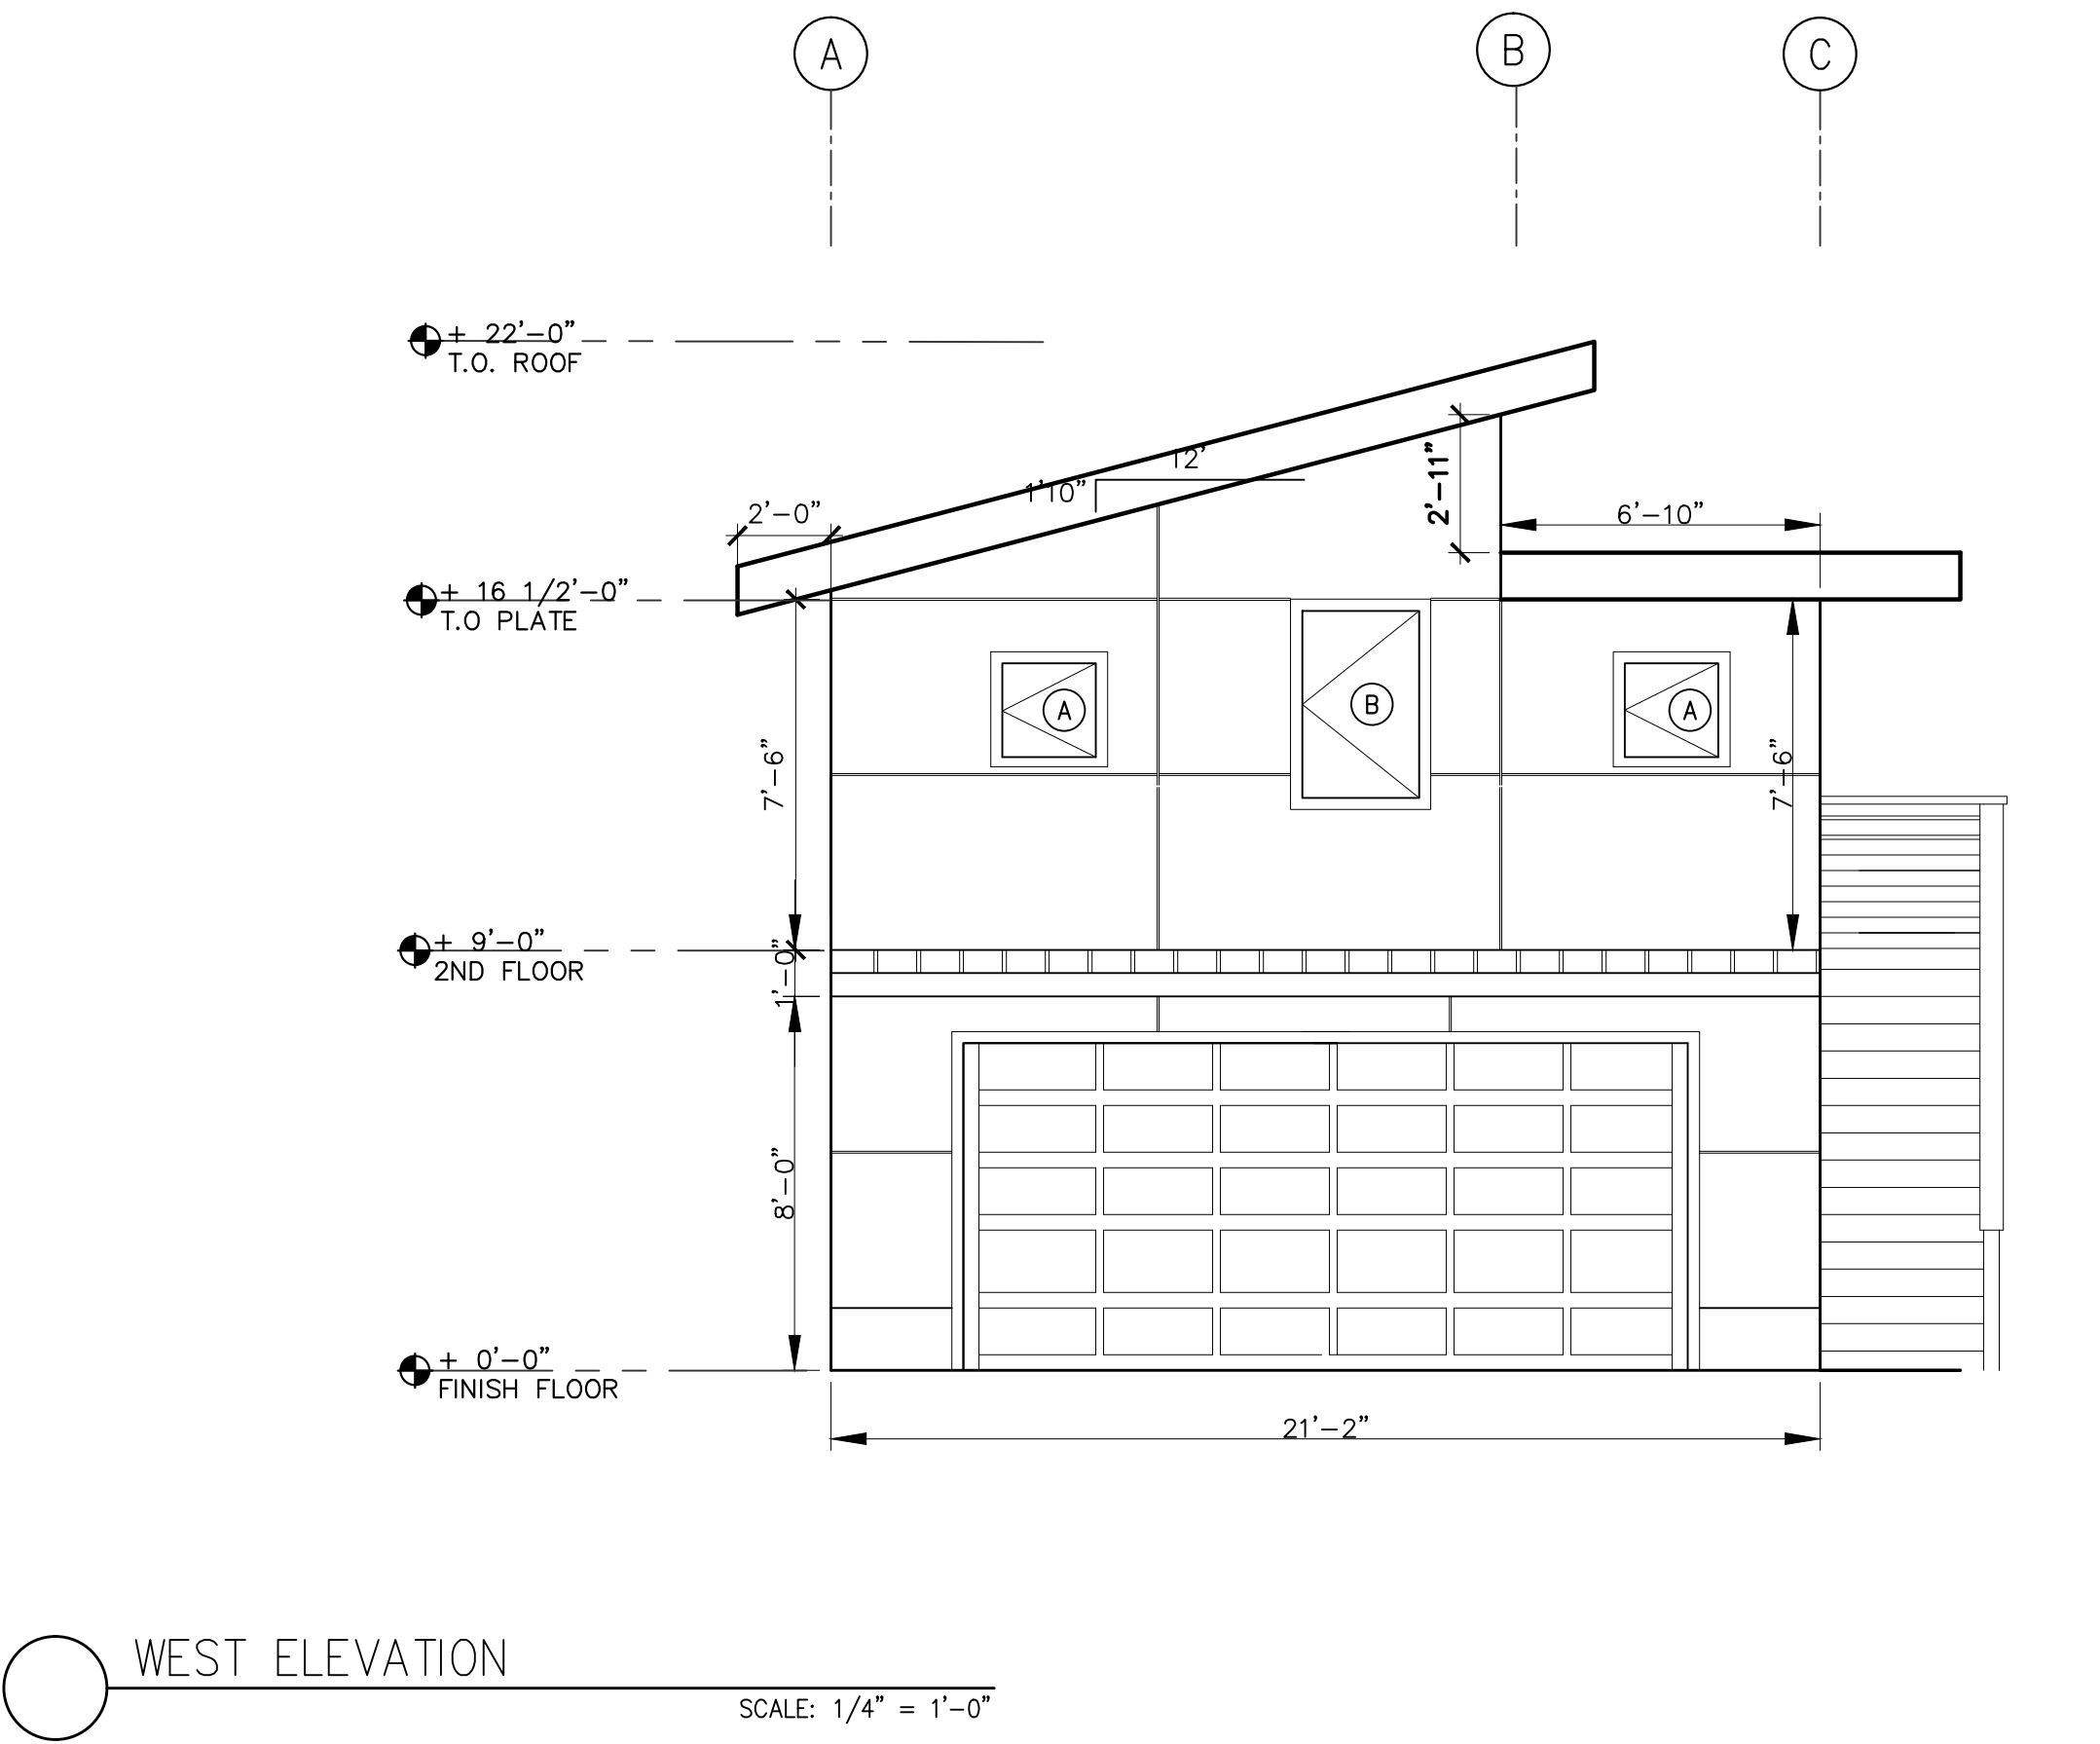 A
B
C
+ 22'-0"
T.O. ROOF
12'
1'10"
2'-11"
2'-0"
6'-10"
+ 16 1/2'-0"
T.O PLATE
A
B
A
7'-6"
7'-6"
+ 9'-0"
2ND FLOOR
1'-0"
8'-0"
+ 0'-0"
FINISH FLOOR
21'-2"
WEST ELEVATION
SCALE: 1/4" = 1'-0"